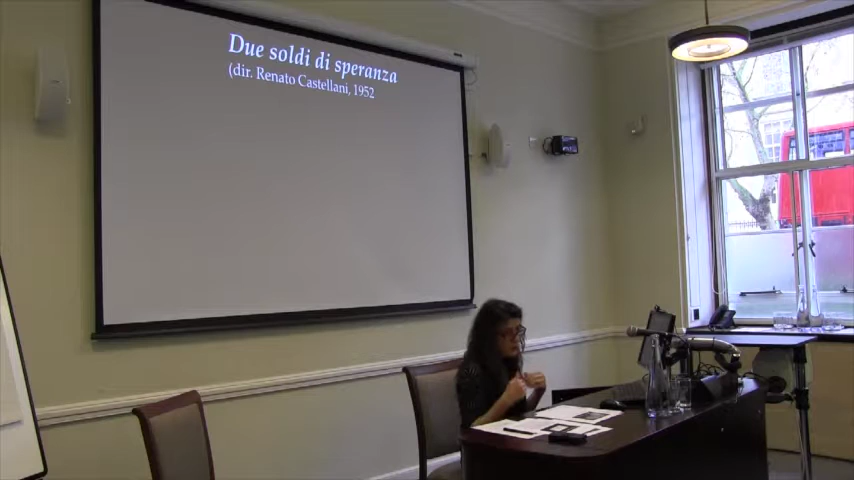 Due soldi di speranza
(dir. Renato Castellani, 1952